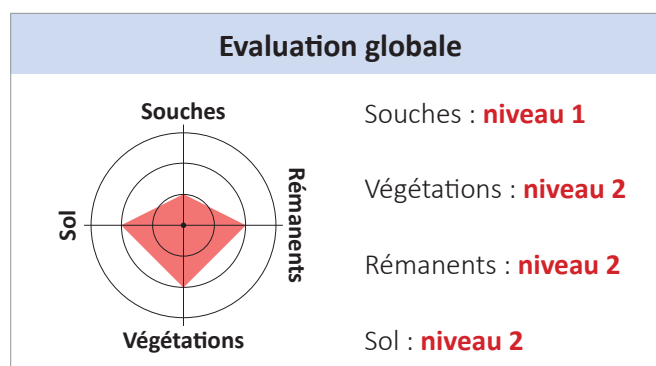 Evaluation globale
Souches
Rémanents
Sol
Végétations
Souches : niveau 1
Végétations : niveau 2
Rémanents : niveau 2
Sol : niveau 2